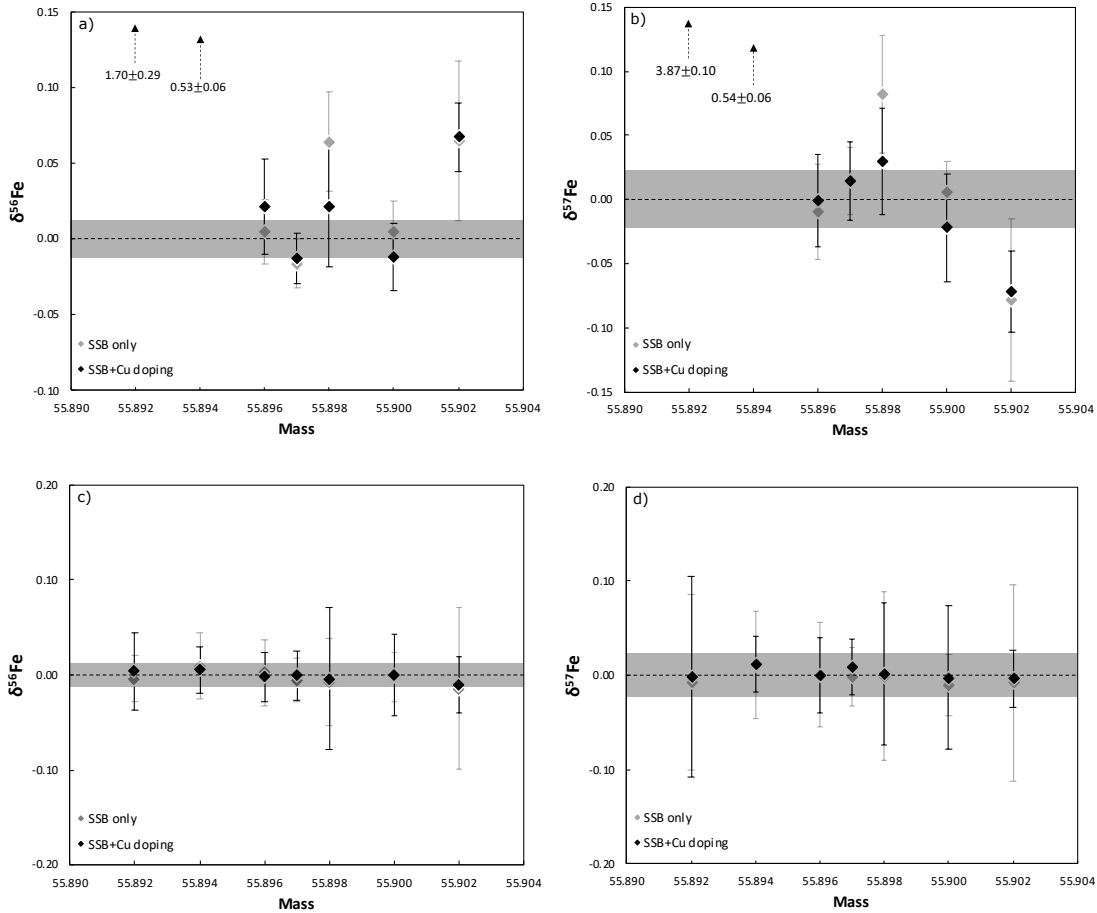 a)
0.15
0.10
0.05
0.00
-0.05
-0.10
δ⁵⁶Fe
1.70±0.29
0.53±0.06
SSB only
SSB+Cu doping
55.890 55.892 55.894 55.896 55.898 55.900 55.902 55.904
Mass
b)
0.15
0.10
0.05
0.00
-0.05
-0.10
-0.15
δ⁵⁷Fe
3.87±0.10
0.54±0.06
SSB only
SSB+Cu doping
55.890 55.892 55.894 55.896 55.898 55.900 55.902 55.904
Mass
c)
0.20
0.10
0.00
-0.10
-0.20
δ⁵⁶Fe
SSB only
SSB+Cu doping
55.890 55.892 55.894 55.896 55.898 55.900 55.902 55.904
Mass
d)
0.20
0.10
0.00
-0.10
-0.20
δ⁵⁷Fe
SSB only
SSB+Cu doping
55.890 55.892 55.894 55.896 55.898 55.900 55.902 55.904
Mass